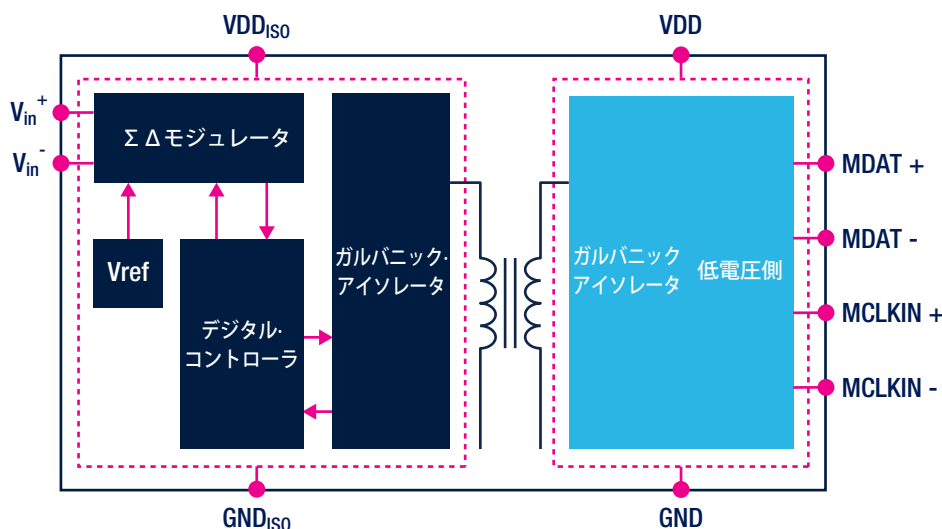 VDDISO
VDD
Vin+
Vin-
ΣΔモジュレータ
Vref
デジタル・
コントローラ
ガルバニック・
アイソレータ
ガルバニック
アイソレータ
低電圧側
MDAT +
MDAT -
MCLKIN +
MCLKIN -
GNDISO
GND